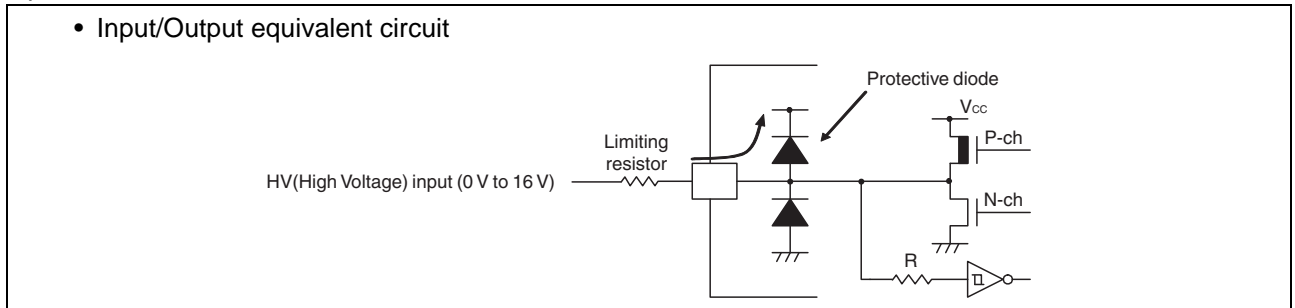 • Input/Output equivalent circuit
Protective diode
Vcc
Limiting
resistor
P-ch
HV(High Voltage) input (0 V to 16 V)
N-ch
R